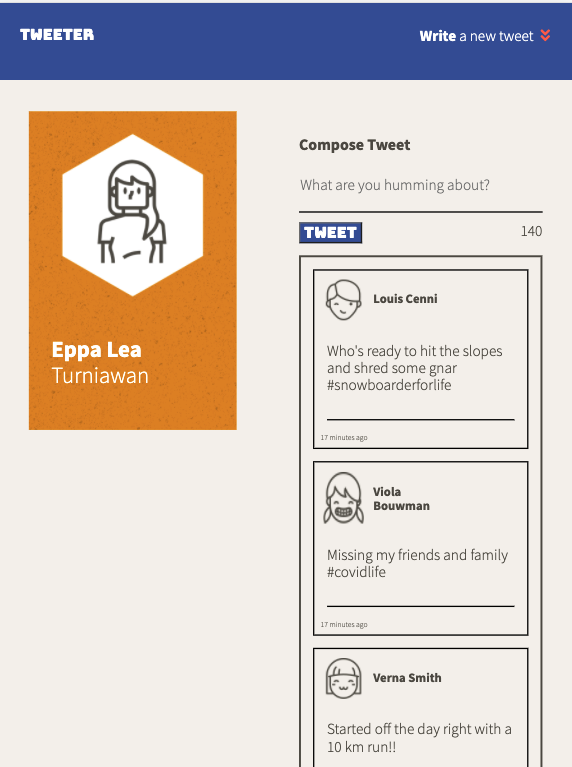 TWEETER
Write a new tweet
Eppa Lea
Turniawan
Compose Tweet
What are you humming about?
TWEET
140
Louis Cenni
Who's ready to hit the slopes
and shred some gnar
#snowboarderforlife
17 minutes ago
Viola
Bouwman
Missing my friends and family
#covidlife
17 minutes ago
Verna Smith
Started off the day right with a
10 km run!!